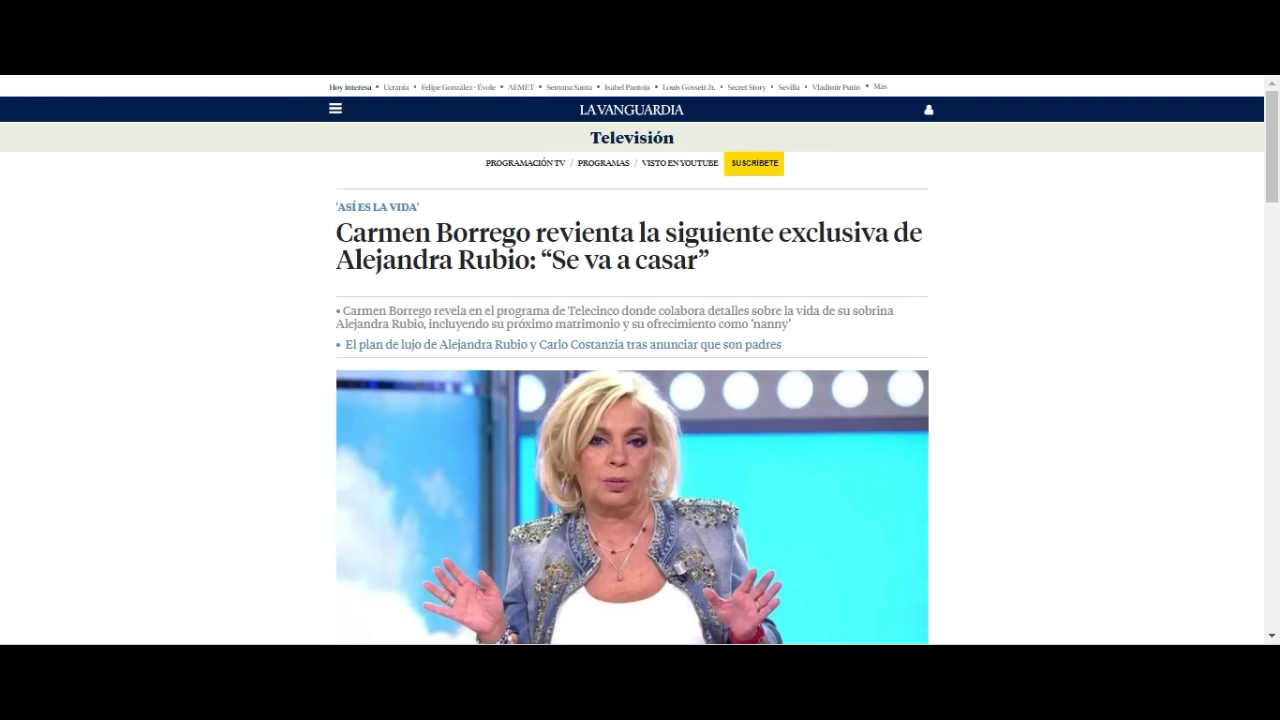 Hoy interesa • Ucrania • Felipe González - Évole • AEMET • Semana Santa • Isabel Pantoja • Louis Gossett Jr. • Secret Story • Sevilla • Vladimir Putin • Más
LA VANGUARDIA
Televisión
PROGRAMACIÓN TV / PROGRAMAS / VISTO EN YOUTUBE SUSCRÍBETE
'ASÍ ES LA VIDA'
Carmen Borrego revienta la siguiente exclusiva de
Alejandra Rubio: “Se va a casar”
• Carmen Borrego revela en el programa de Telecinco donde colabora detalles sobre la vida de su sobrina
Alejandra Rubio, incluyendo su próximo matrimonio y su ofrecimiento como 'nanny'
• El plan de lujo de Alejandra Rubio y Carlo Costanzia tras anunciar que son padres